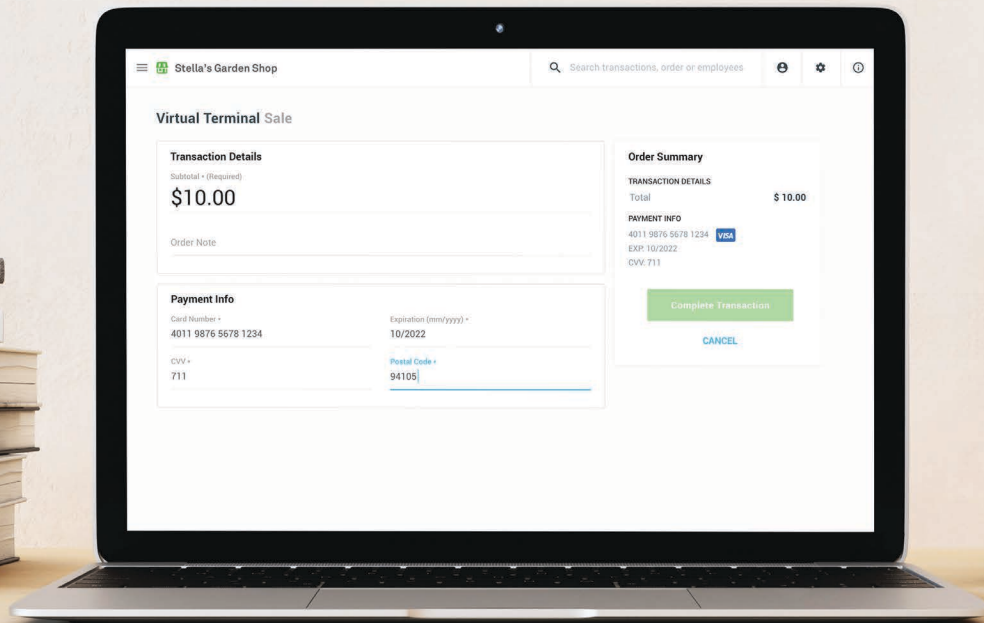 Stella's Garden Shop
Search transactions, order or employees
Virtual Terminal Sale
Transaction Details
Subtotal • (Required)
$10.00
Order Note
Payment Info
Card Number •
Expiration (mm/yyyy) •
4011 9876 5678 1234
10/2022
CVV •
Postal Code •
711
94105
Order Summary
TRANSACTION DETAILS
Total $ 10.00
PAYMENT INFO
4011 9876 5678 1234 VISA
EXP: 10/2022
CVV: 711
Complete Transaction
CANCEL